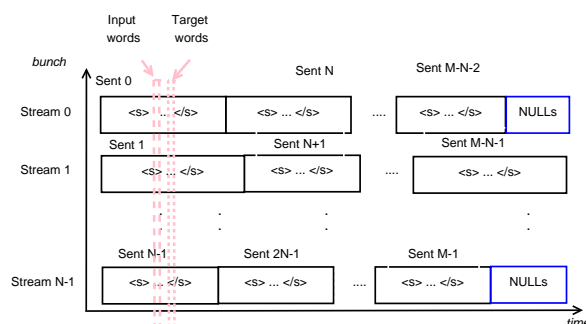 Input Target
words words
bunch
Sent 0 Sent N Sent M-N-2
Stream 0 <s> ... </s> <s> ... </s> .... <s> ... </s> NULLs
Sent 1 Sent N+1 Sent M-N-1
Stream 1 <s> ... </s> <s> ... </s> .... <s> ... </s>
. . .
. . .
Sent N-1 2N-1 Sent M-1
Stream N-1 <s> ... </s> <s> ... </s> .... <s> ... </s> NULLs
time